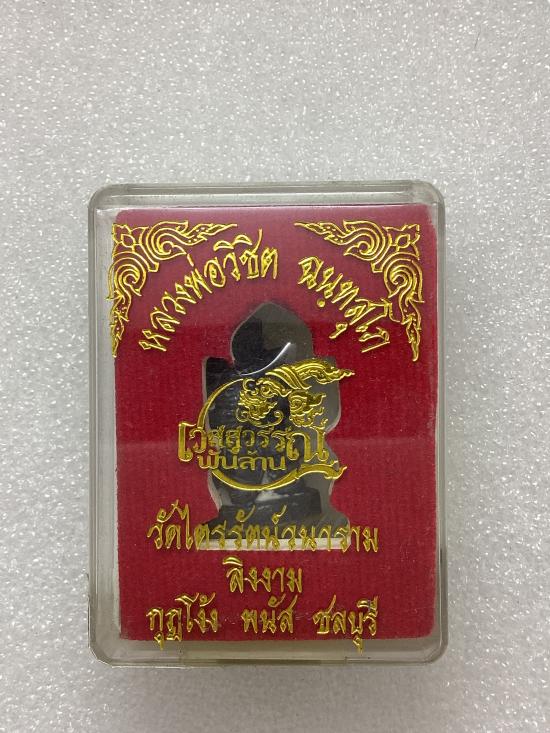 หลวงพ่อวิชิต ฉนฺทสุโภ
เวสสุวรรณ
พันล้าน
วัดไตรรัตน์วนาราม
ลิงงาม
กุฎโง้ง พนัส ชลบุรี